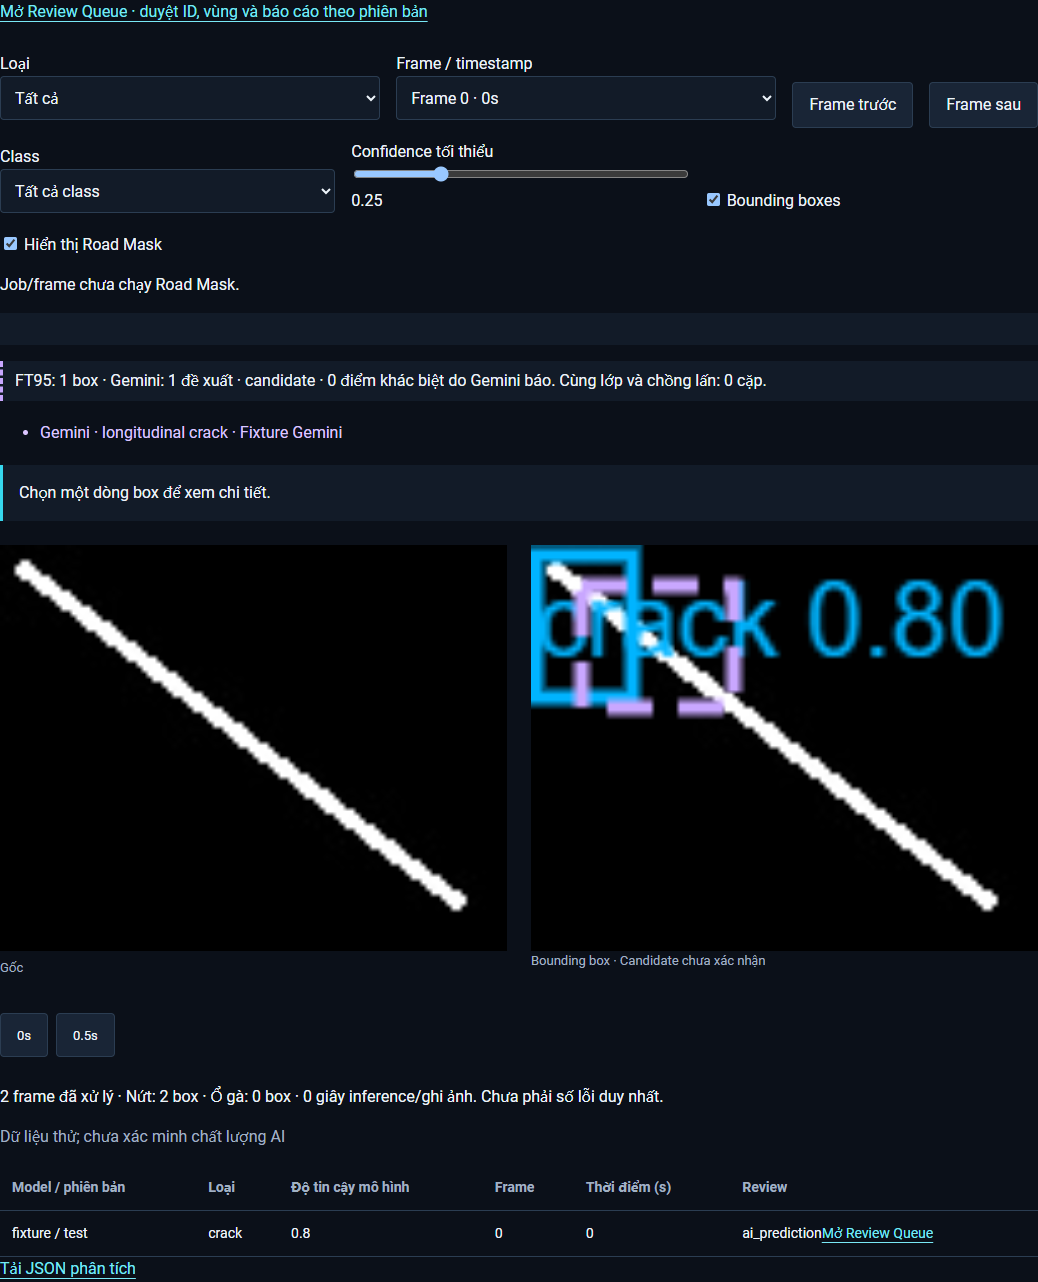 Mở Review Queue · duyệt ID, vùng và báo cáo theo phiên bản
Loại
Tất cả
Frame / timestamp
Frame 0 · 0s
Frame trước
Frame sau
Class
Tất cả class
Confidence tối thiểu
0.25
Bounding boxes
Hiển thị Road Mask
Job/frame chưa chạy Road Mask.
FT95: 1 box · Gemini: 1 đề xuất · candidate · 0 điểm khác biệt do Gemini báo. Cùng lớp và chồng lấn: 0 cặp.
• Gemini · longitudinal crack · Fixture Gemini
Chọn một dòng box để xem chi tiết.
crack 0.80
Gốc
Bounding box · Candidate chưa xác nhận
0s
0.5s
2 frame đã xử lý · Nứt: 2 box · Ổ gà: 0 box · 0 giây inference/ghi ảnh. Chưa phải số lỗi duy nhất.
Dữ liệu thử; chưa xác minh chất lượng AI
Model / phiên bản Loại Độ tin cậy mô hình Frame Thời điểm (s) Review
fixture / test crack 0.8 0 0 ai_predictionMở Review Queue
Tải JSON phân tích